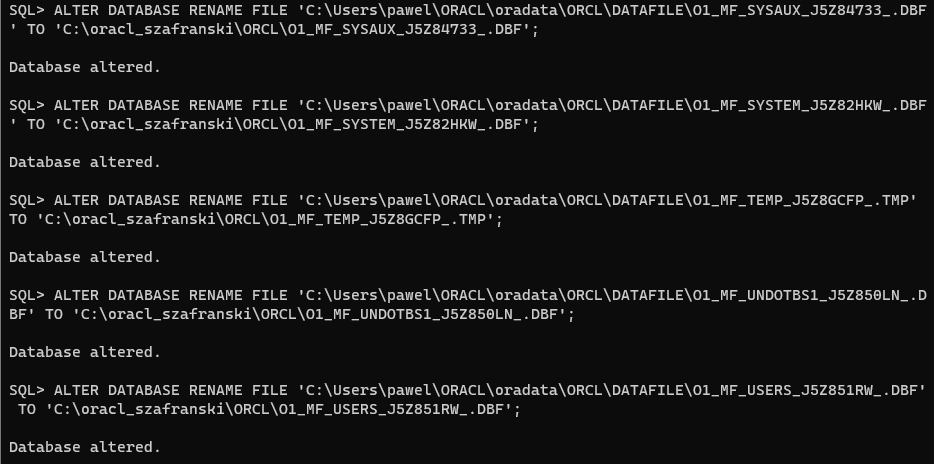 SQL> ALTER DATABASE RENAME FILE 'C:\Users\pawel\ORACL\oradata\ORCL\DATAFILE\O1_MF_SYSAUX_J5Z84733_.DBF
' TO 'C:\oracl_szafranski\ORCL\O1_MF_SYSAUX_J5Z84733_.DBF';
Database altered.
SQL> ALTER DATABASE RENAME FILE 'C:\Users\pawel\ORACL\oradata\ORCL\DATAFILE\O1_MF_SYSTEM_J5Z82HKW_.DBF
' TO 'C:\oracl_szafranski\ORCL\O1_MF_SYSTEM_J5Z82HKW_.DBF';
Database altered.
SQL> ALTER DATABASE RENAME FILE 'C:\Users\pawel\ORACL\oradata\ORCL\DATAFILE\O1_MF_TEMP_J5Z8GCFP_.TMP'
TO 'C:\oracl_szafranski\ORCL\O1_MF_TEMP_J5Z8GCFP_.TMP';
Database altered.
SQL> ALTER DATABASE RENAME FILE 'C:\Users\pawel\ORACL\oradata\ORCL\DATAFILE\O1_MF_UNDOTBS1_J5Z850LN_.D
BF' TO 'C:\oracl_szafranski\ORCL\O1_MF_UNDOTBS1_J5Z850LN_.DBF';
Database altered.
SQL> ALTER DATABASE RENAME FILE 'C:\Users\pawel\ORACL\oradata\ORCL\DATAFILE\O1_MF_USERS_J5Z851RW_.DBF'
 TO 'C:\oracl_szafranski\ORCL\O1_MF_USERS_J5Z851RW_.DBF';
Database altered.